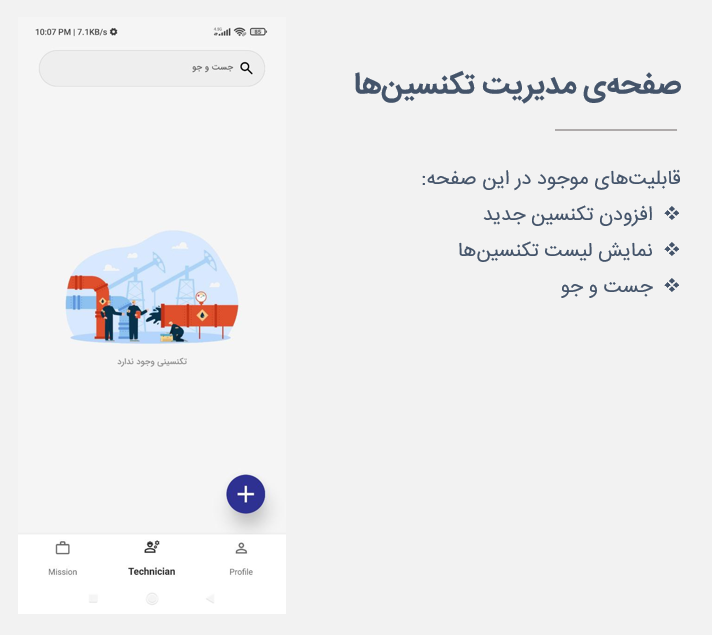 10:07 PM | 7.1KB/s
85
جست و جو
تکنسینی وجود ندارد
Mission
Technician
Profile
صفحه‌ی مدیریت تکنسین‌ها
قابلیت‌های موجود در این صفحه:
افزودن تکنسین جدید
نمایش لیست تکنسین‌ها
جست و جو